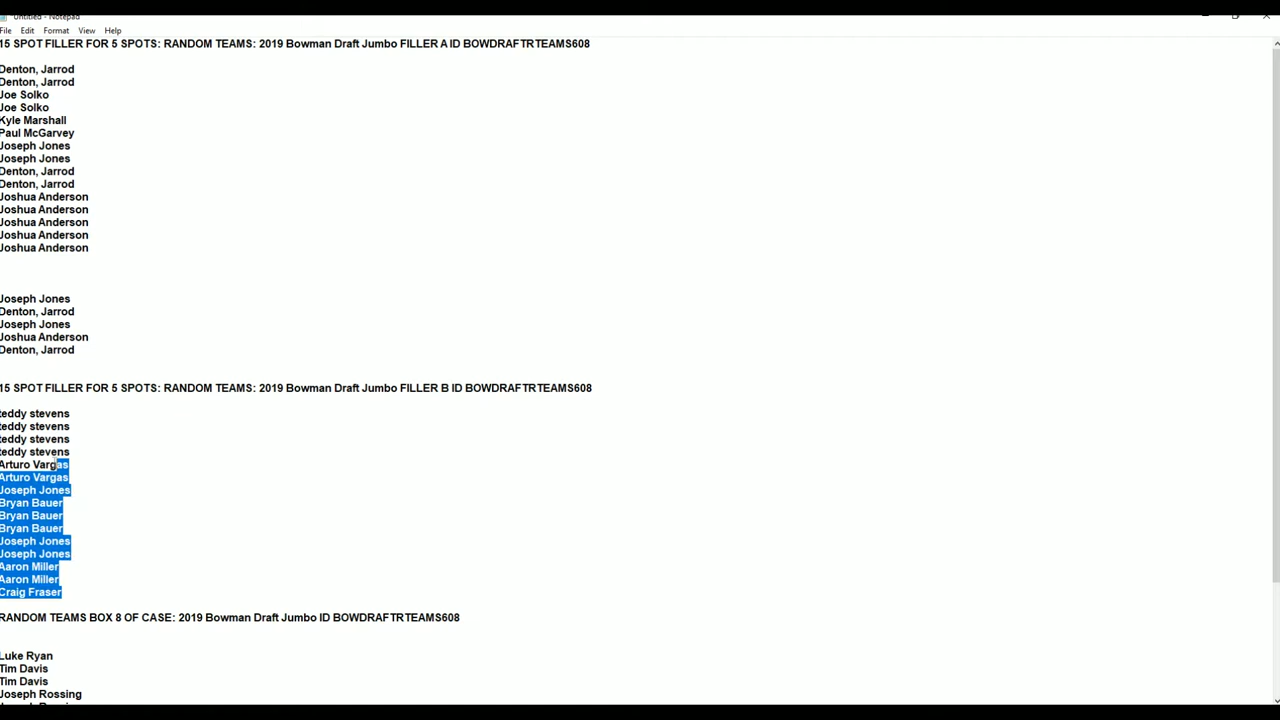 Untitled - Notepad
File Edit Format View Help
15 SPOT FILLER FOR 5 SPOTS: RANDOM TEAMS: 2019 Bowman Draft Jumbo FILLER A ID BOWDRAFTRTEAMS608
Denton, Jarrod
Denton, Jarrod
Joe Solko
Joe Solko
Kyle Marshall
Paul McGarvey
Joseph Jones
Joseph Jones
Denton, Jarrod
Denton, Jarrod
Joshua Anderson
Joshua Anderson
Joshua Anderson
Joshua Anderson
Joshua Anderson
Joseph Jones
Denton, Jarrod
Joseph Jones
Joshua Anderson
Denton, Jarrod
15 SPOT FILLER FOR 5 SPOTS: RANDOM TEAMS: 2019 Bowman Draft Jumbo FILLER B ID BOWDRAFTRTEAMS608
teddy stevens
teddy stevens
teddy stevens
teddy stevens
Arturo Vargas
Arturo Vargas
Joseph Jones
Bryan Bauer
Bryan Bauer
Bryan Bauer
Joseph Jones
Joseph Jones
Aaron Miller
Aaron Miller
Craig Fraser
RANDOM TEAMS BOX 8 OF CASE: 2019 Bowman Draft Jumbo ID BOWDRAFTRTEAMS608
Luke Ryan
Tim Davis
Tim Davis
Joseph Rossing